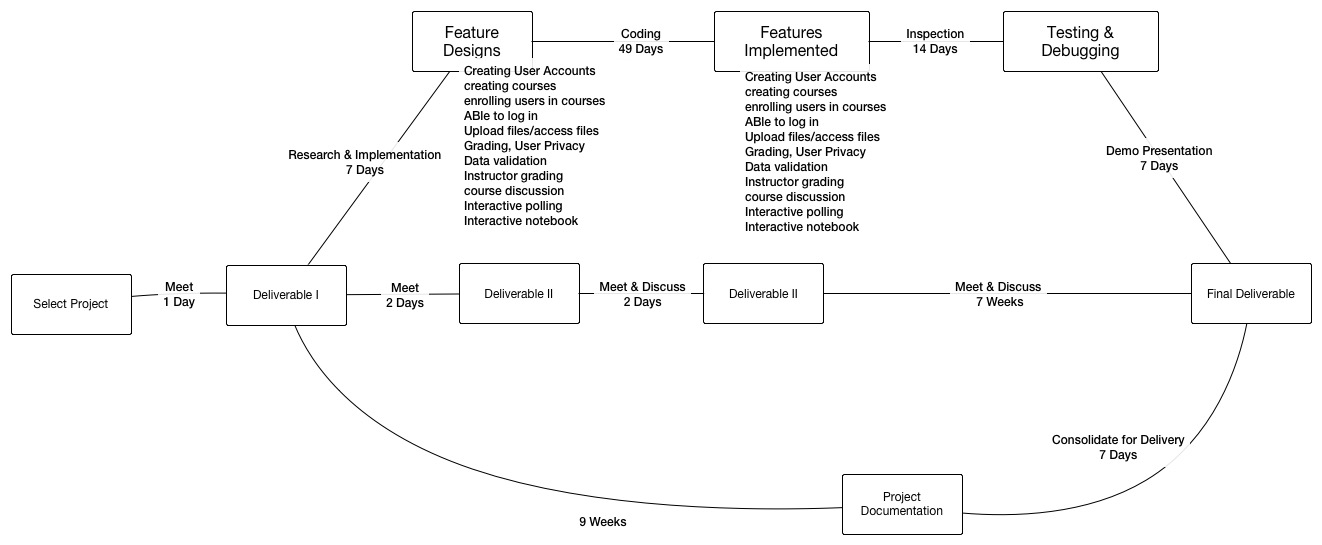 Feature
Designs
Coding
49 Days
Features
Implemented
Inspection
14 Days
Testing &
Debugging
Creating User Accounts
creating courses
enrolling users in courses
ABle to log in
Upload files/access files
Grading, User Privacy
Data validation
Instructor grading
course discussion
Interactive polling
Interactive notebook
Creating User Accounts
creating courses
enrolling users in courses
ABle to log in
Upload files/access files
Grading, User Privacy
Data validation
Instructor grading
course discussion
Interactive polling
Interactive notebook
Research & Implementation
7 Days
Demo Presentation
7 Days
Select Project
Meet
1 Day
Deliverable I
Meet
2 Days
Deliverable II
Meet & Discuss
2 Days
Deliverable II
Meet & Discuss
7 Weeks
Final Deliverable
Consolidate for Delivery
7 Days
Project
Documentation
9 Weeks